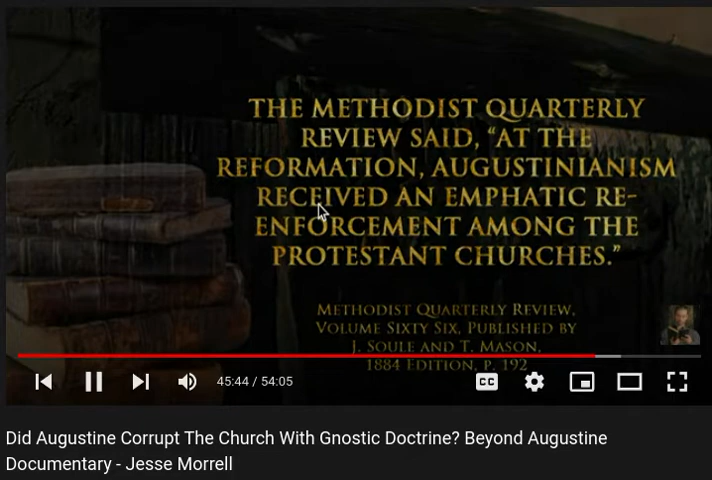 THE METHODIST QUARTERLY
REVIEW SAID, “AT THE
REFORMATION, AUGUSTINIANISM
RECEIVED AN EMPHATIC RE-
ENFORCEMENT AMONG THE
PROTESTANT CHURCHES.”
METHODIST QUARTERLY REVIEW,
VOLUME SIXTY SIX, PUBLISHED BY
J. SOULE AND T. MASON,
1884 EDITION, P. 192
45:44 / 54:05
CC
Did Augustine Corrupt The Church With Gnostic Doctrine? Beyond Augustine
Documentary - Jesse Morrell